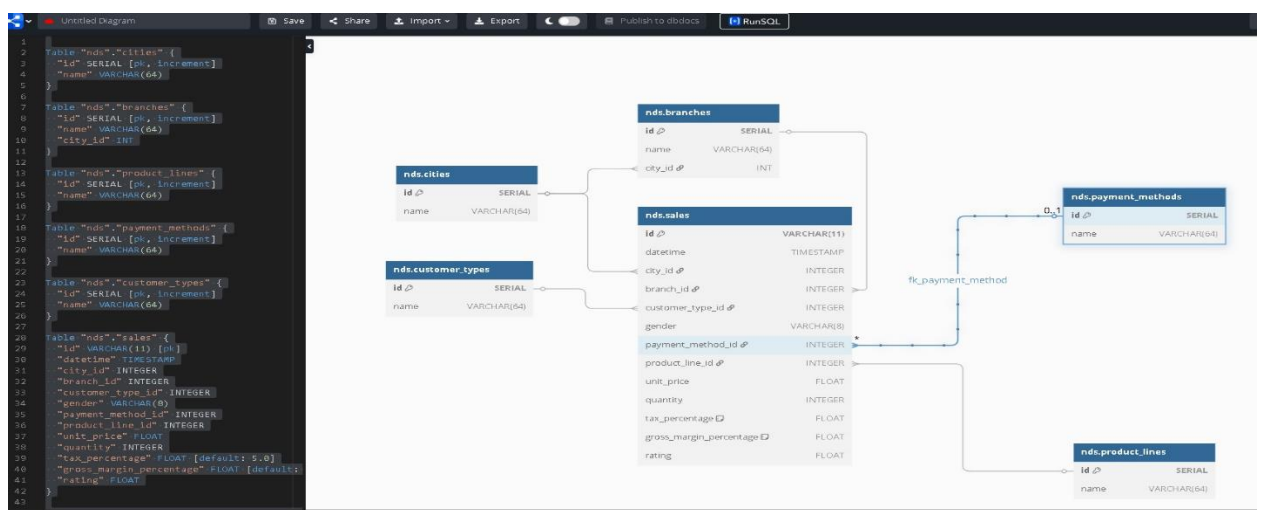 Untitled Diagram Save Share Import Export Publish to dbdocs RunSQL
1
2 Table "nds"."cities" {
3 "id" SERIAL [pk, increment]
4 "name" VARCHAR(64)
5 }
6
7 Table "nds"."branches" {
8 "id" SERIAL [pk, increment]
9 "name" VARCHAR(64)
10 "city_id" INT
11 }
12
13 Table "nds"."product_lines" {
14 "id" SERIAL [pk, increment]
15 "name" VARCHAR(64)
16 }
17
18 Table "nds"."payment_methods" {
19 "id" SERIAL [pk, increment]
20 "name" VARCHAR(64)
21 }
22
23 Table "nds"."customer_types" {
24 "id" SERIAL [pk, increment]
25 "name" VARCHAR(64)
26 }
27
28 Table "nds"."sales" {
29 "id" VARCHAR(11) [pk]
30 "datetime" TIMESTAMP
31 "city_id" INTEGER
32 "branch_id" INTEGER
33 "customer_type_id" INTEGER
34 "gender" VARCHAR(8)
35 "payment_method_id" INTEGER
36 "product_line_id" INTEGER
37 "unit_price" FLOAT
38 "quantity" INTEGER
39 "tax_percentage" FLOAT [default: 5.0]
40 "gross_margin_percentage" FLOAT [default:
41 "rating" FLOAT
42 }
43
nds.branches
id SERIAL
name VARCHAR(64)
city_id INT
nds.cities
id SERIAL
name VARCHAR(64)
nds.customer_types
id SERIAL
name VARCHAR(64)
nds.sales
id VARCHAR(11)
datetime TIMESTAMP
city_id INTEGER
branch_id INTEGER
customer_type_id INTEGER
gender VARCHAR(8)
payment_method_id INTEGER *
product_line_id INTEGER
unit_price FLOAT
quantity INTEGER
tax_percentage FLOAT
gross_margin_percentage FLOAT
rating FLOAT
fk_payment_method
nds.payment_methods
0..1 id SERIAL
name VARCHAR(64)
nds.product_lines
id SERIAL
name VARCHAR(64)